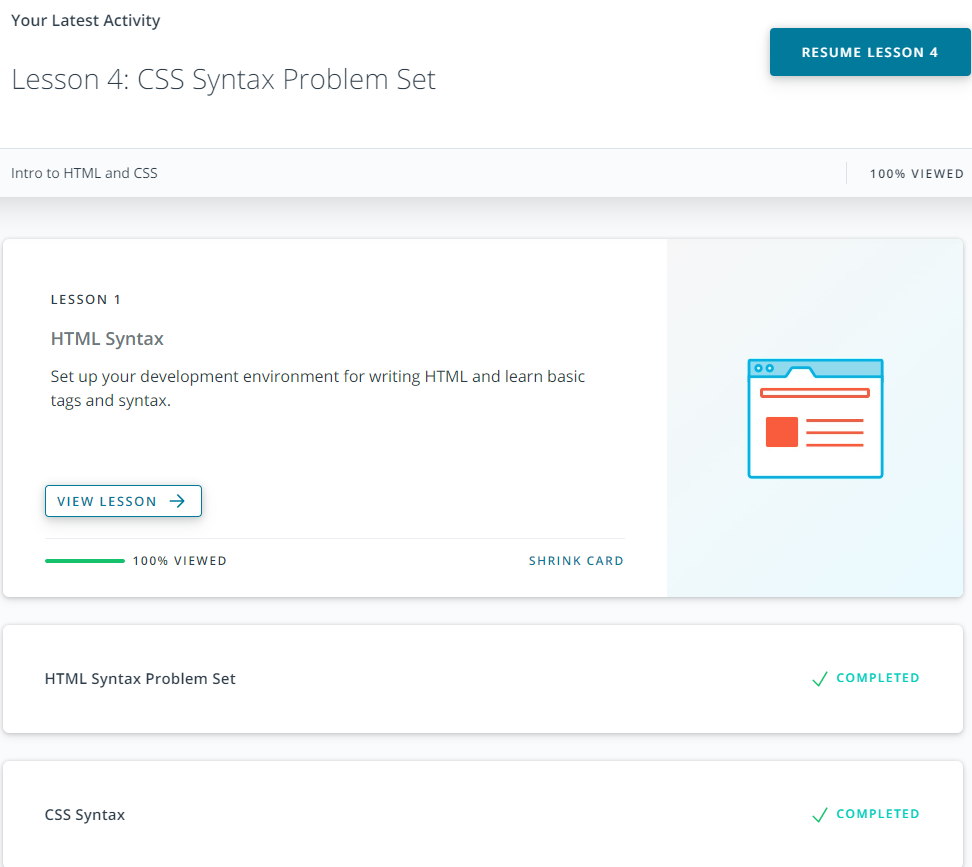 Your Latest Activity
RESUME LESSON 4
Lesson 4: CSS Syntax Problem Set
Intro to HTML and CSS
100% VIEWED
LESSON 1
HTML Syntax
Set up your development environment for writing HTML and learn basic
tags and syntax.
VIEW LESSON
100% VIEWED
SHRINK CARD
HTML Syntax Problem Set
COMPLETED
CSS Syntax
COMPLETED